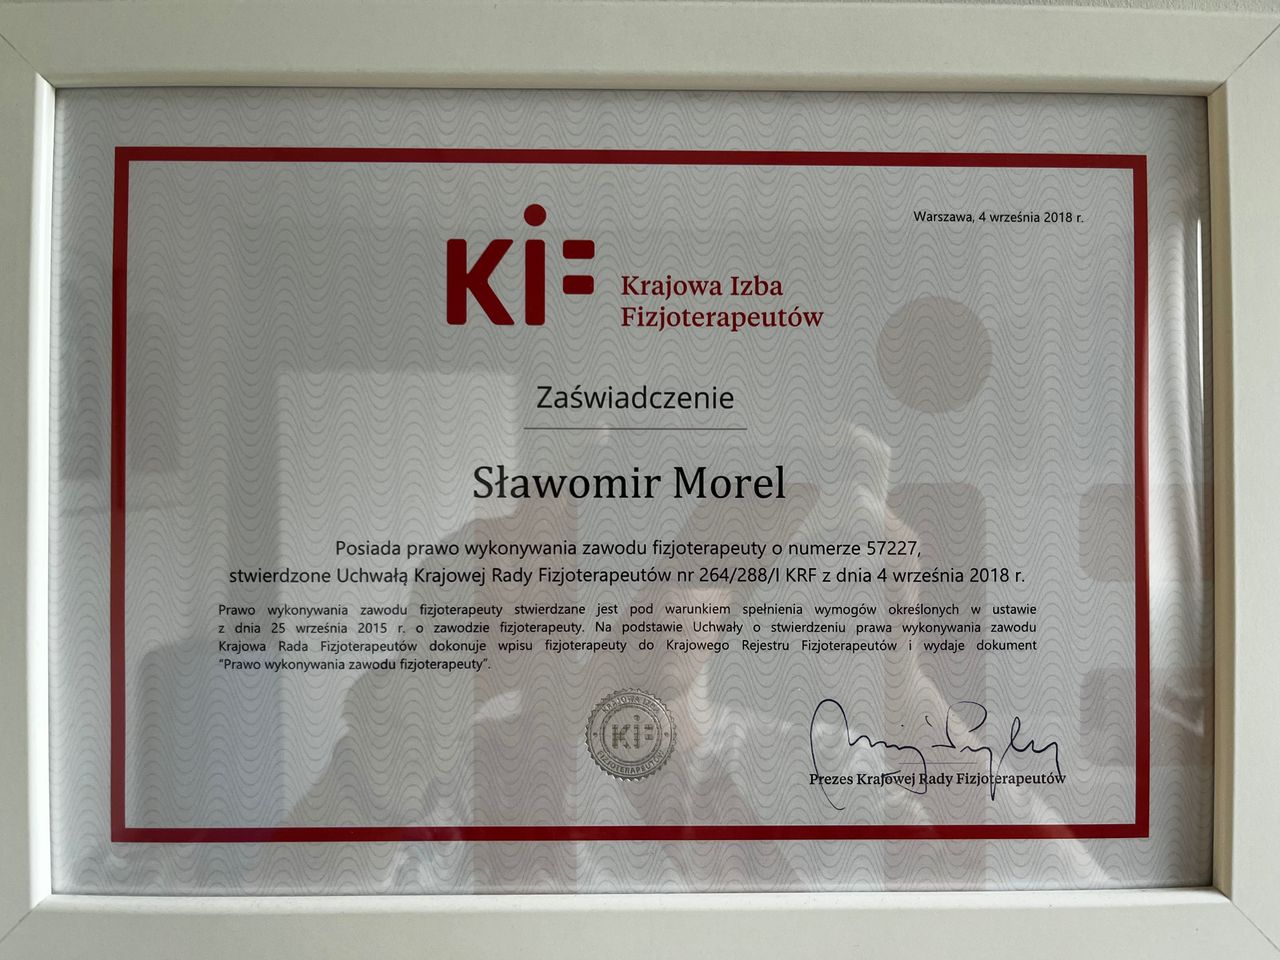 Warszawa, 4 września 2018 r.
KIF
Krajowa Izba
Fizjoterapeutów
Zaświadczenie
Sławomir Morel
Posiada prawo wykonywania zawodu fizjoterapeuty o numerze 57227,
stwierdzone Uchwałą Krajowej Rady Fizjoterapeutów nr 264/288/I KRF z dnia 4 września 2018 r.
Prawo wykonywania zawodu fizjoterapeuty stwierdzane jest pod warunkiem spełnienia wymogów określonych w ustawie
z dnia 25 września 2015 r. o zawodzie fizjoterapeuty. Na podstawie Uchwały o stwierdzeniu prawa wykonywania zawodu
Krajowa Rada Fizjoterapeutów dokonuje wpisu fizjoterapeuty do Krajowego Rejestru Fizjoterapeutów i wydaje dokument
"Prawo wykonywania zawodu fizjoterapeuty".
KRAJOWA IZBA
KIF
FIZJOTERAPEUTÓW
Prezes Krajowej Rady Fizjoterapeutów